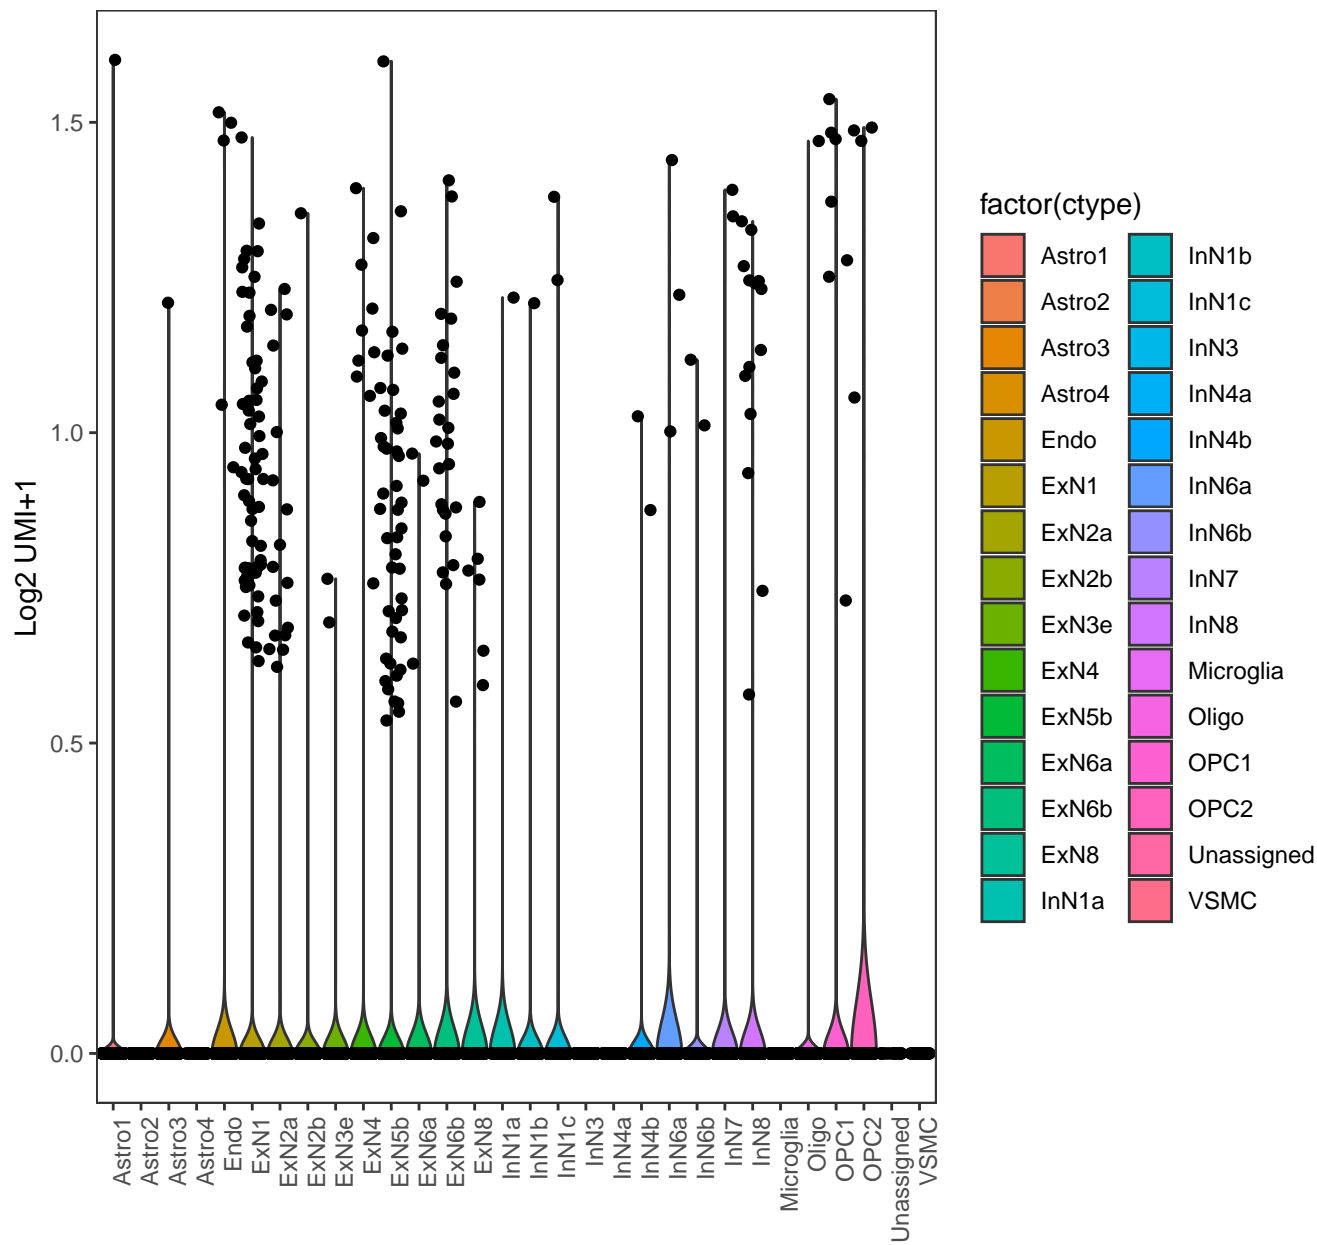 Log2 UMI+1
1.5
1.0
0.5
0.0
Astro1
Astro2
Astro3
Astro4
Endo
ExN1
ExN2a
ExN2b
ExN3e
ExN4
ExN5b
ExN6a
ExN6b
ExN8
InN1a
InN1b
InN1c
InN3
InN4a
InN4b
InN6a
InN6b
InN7
InN8
Microglia
Oligo
OPC1
OPC2
Unassigned
VSMC
factor(ctype)
Astro1
Astro2
Astro3
Astro4
Endo
ExN1
ExN2a
ExN2b
ExN3e
ExN4
ExN5b
ExN6a
ExN6b
ExN8
InN1a
InN1b
InN1c
InN3
InN4a
InN4b
InN6a
InN6b
InN7
InN8
Microglia
Oligo
OPC1
OPC2
Unassigned
VSMC